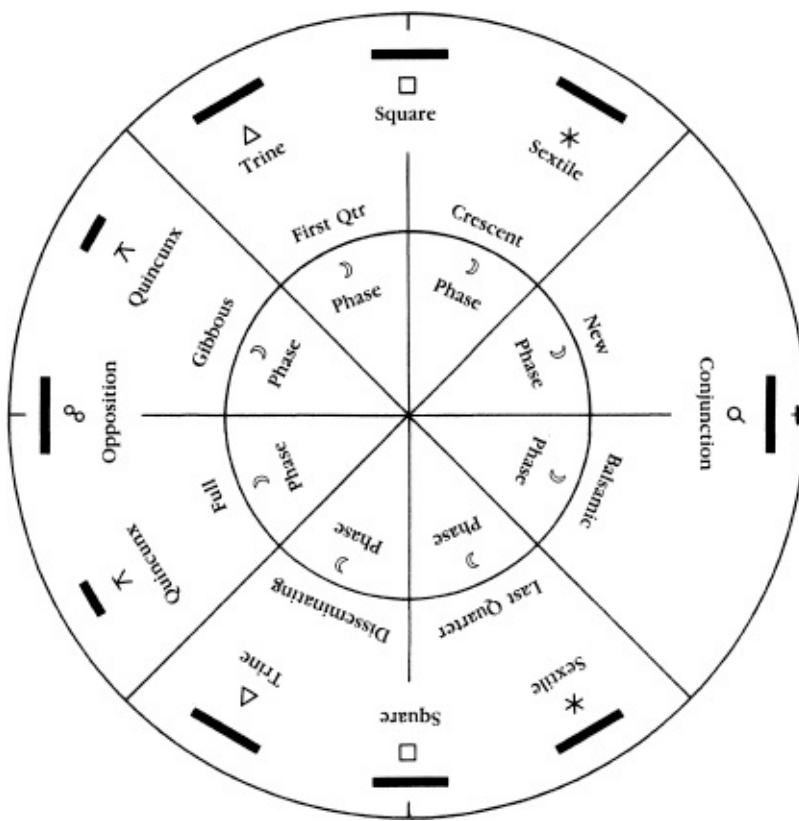 Square
Trine
Sextile
First Qtr
Crescent
Phase
Phase
Quincunx
Gibbous
Phase
Phase
New
Opposition
Conjunction
Full
Phase
Phase
Balsamic
Quincunx
Phase
Phase
Disseminating
Last Quarter
Trine
Sextile
Square